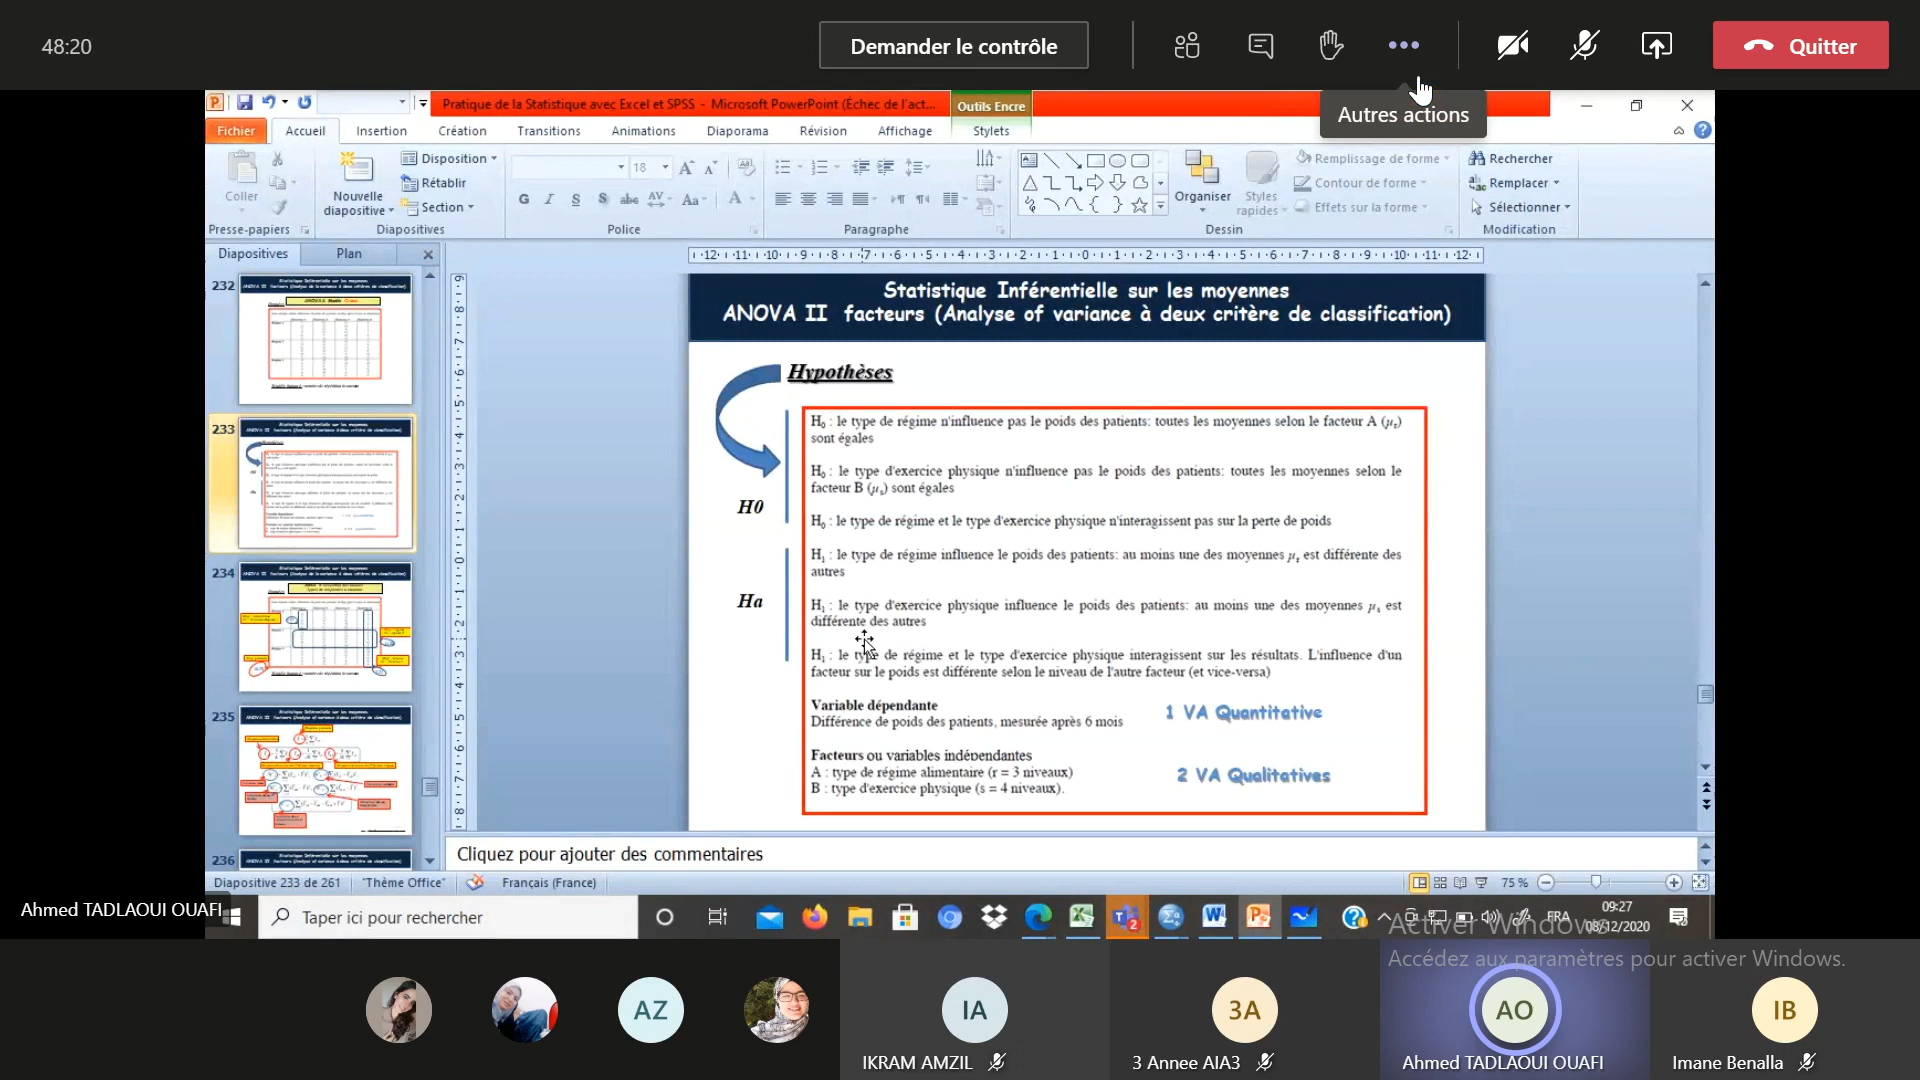 48:20
Demander le contrôle
Quitter
Autres actions
Pratique de la Statistique avec Excel et SPSS - Microsoft PowerPoint (Échec de l'act...
Outils Encre
Fichier
Accueil
Insertion
Création
Transitions
Animations
Diaporama
Révision
Affichage
Stylets
Coller
Nouvelle diapositive
Disposition
Rétablir
Section
18
Organiser
Styles rapides
Remplissage de forme
Contour de forme
Effets sur la forme
Rechercher
Remplacer
Sélectionner
Presse-papiers
Diapositives
Police
Paragraphe
Dessin
Modification
Diapositives
Plan
232
233
234
235
236
Statistique Inférentielle sur les moyennes
ANOVA II facteurs (Analyse of variance à deux critère de classification)
Hypothèses
H0 : le type de régime n'influence pas le poids des patients: toutes les moyennes selon le facteur A (μr)
sont égales
H0 : le type d'exercice physique n'influence pas le poids des patients: toutes les moyennes selon le
facteur B (μs) sont égales
H0
H0 : le type de régime et le type d'exercice physique n'interagissent pas sur la perte de poids
H1 : le type de régime influence le poids des patients: au moins une des moyennes μr est différente des
autres
Ha
H1 : le type d'exercice physique influence le poids des patients: au moins une des moyennes μs est
différente des autres
H1 : le type de régime et le type d'exercice physique interagissent sur les résultats. L'influence d'un
facteur sur le poids est différente selon le niveau de l'autre facteur (et vice-versa)
Variable dépendante
Différence de poids des patients, mesurée après 6 mois
1 VA Quantitative
Facteurs ou variables indépendantes
A : type de régime alimentaire (r = 3 niveaux)
2 VA Qualitatives
B : type d'exercice physique (s = 4 niveaux).
Cliquez pour ajouter des commentaires
Diapositive 233 de 261
"Thème Office"
Français (France)
75 %
Ahmed TADLAOUI OUAFI
Taper ici pour rechercher
FRA
09:27
08/12/2020
Activer Windows
Accédez aux paramètres pour activer Windows.
AZ
IA
3A
AO
IB
IKRAM AMZIL
3 Annee AIA3
Ahmed TADLAOUI OUAFI
Imane Benalla